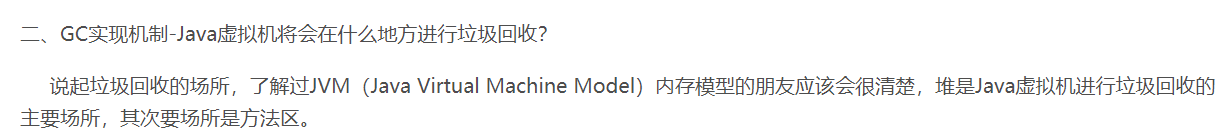 二、GC实现机制-Java虚拟机将会在什么地方进行垃圾回收？
说起垃圾回收的场所，了解过JVM（Java Virtual Machine Model）内存模型的朋友应该会很清楚，堆是Java虚拟机进行垃圾回收的
主要场所，其次要场所是方法区。